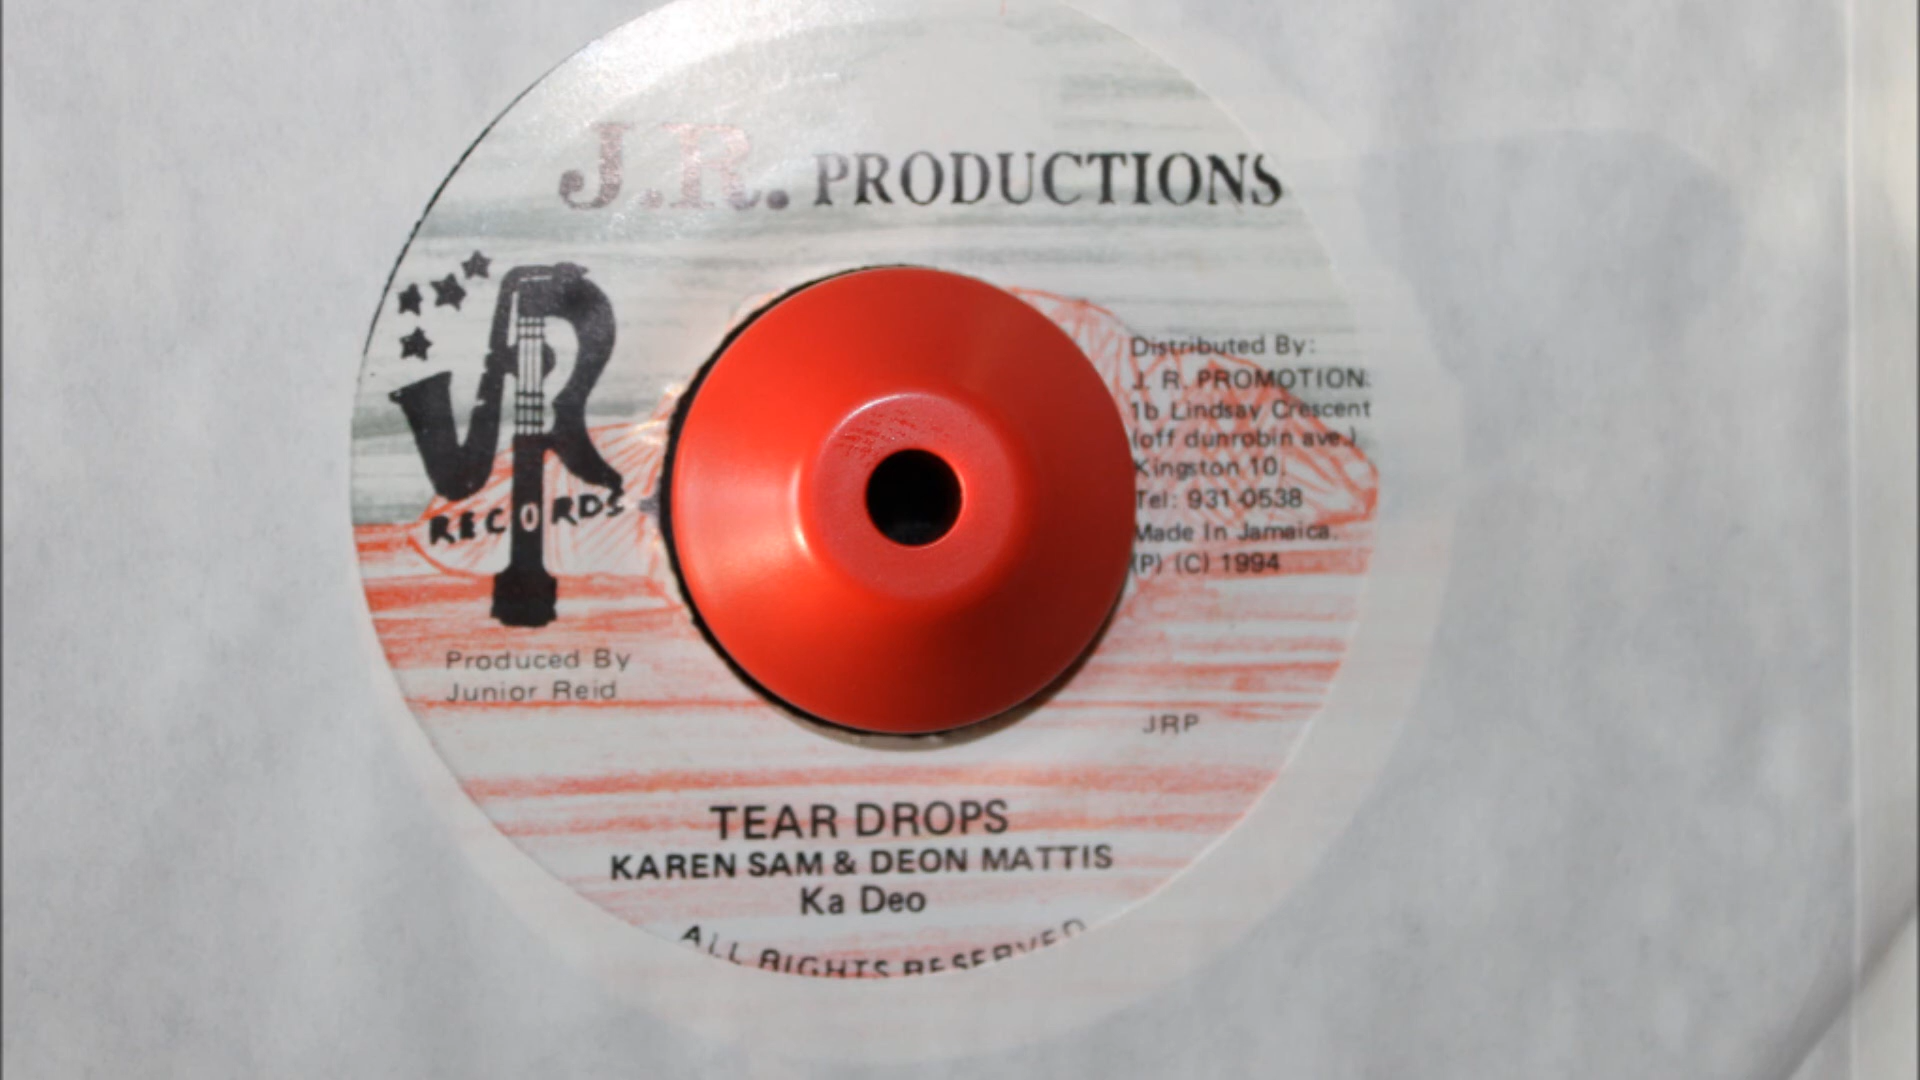 J.R. PRODUCTIONS
RECORDS
Distributed By:
J. R. PROMOTION.
1b Lindsay Crescent
(off dunrobin ave.)
Kingston 10.
Tel: 931-0538
Made In Jamaica.
(P) (C) 1994
Produced By
Junior Reid
JRP
TEAR DROPS
KAREN SAM & DEON MATTIS
Ka Deo
ALL RIGHTS RESERVED